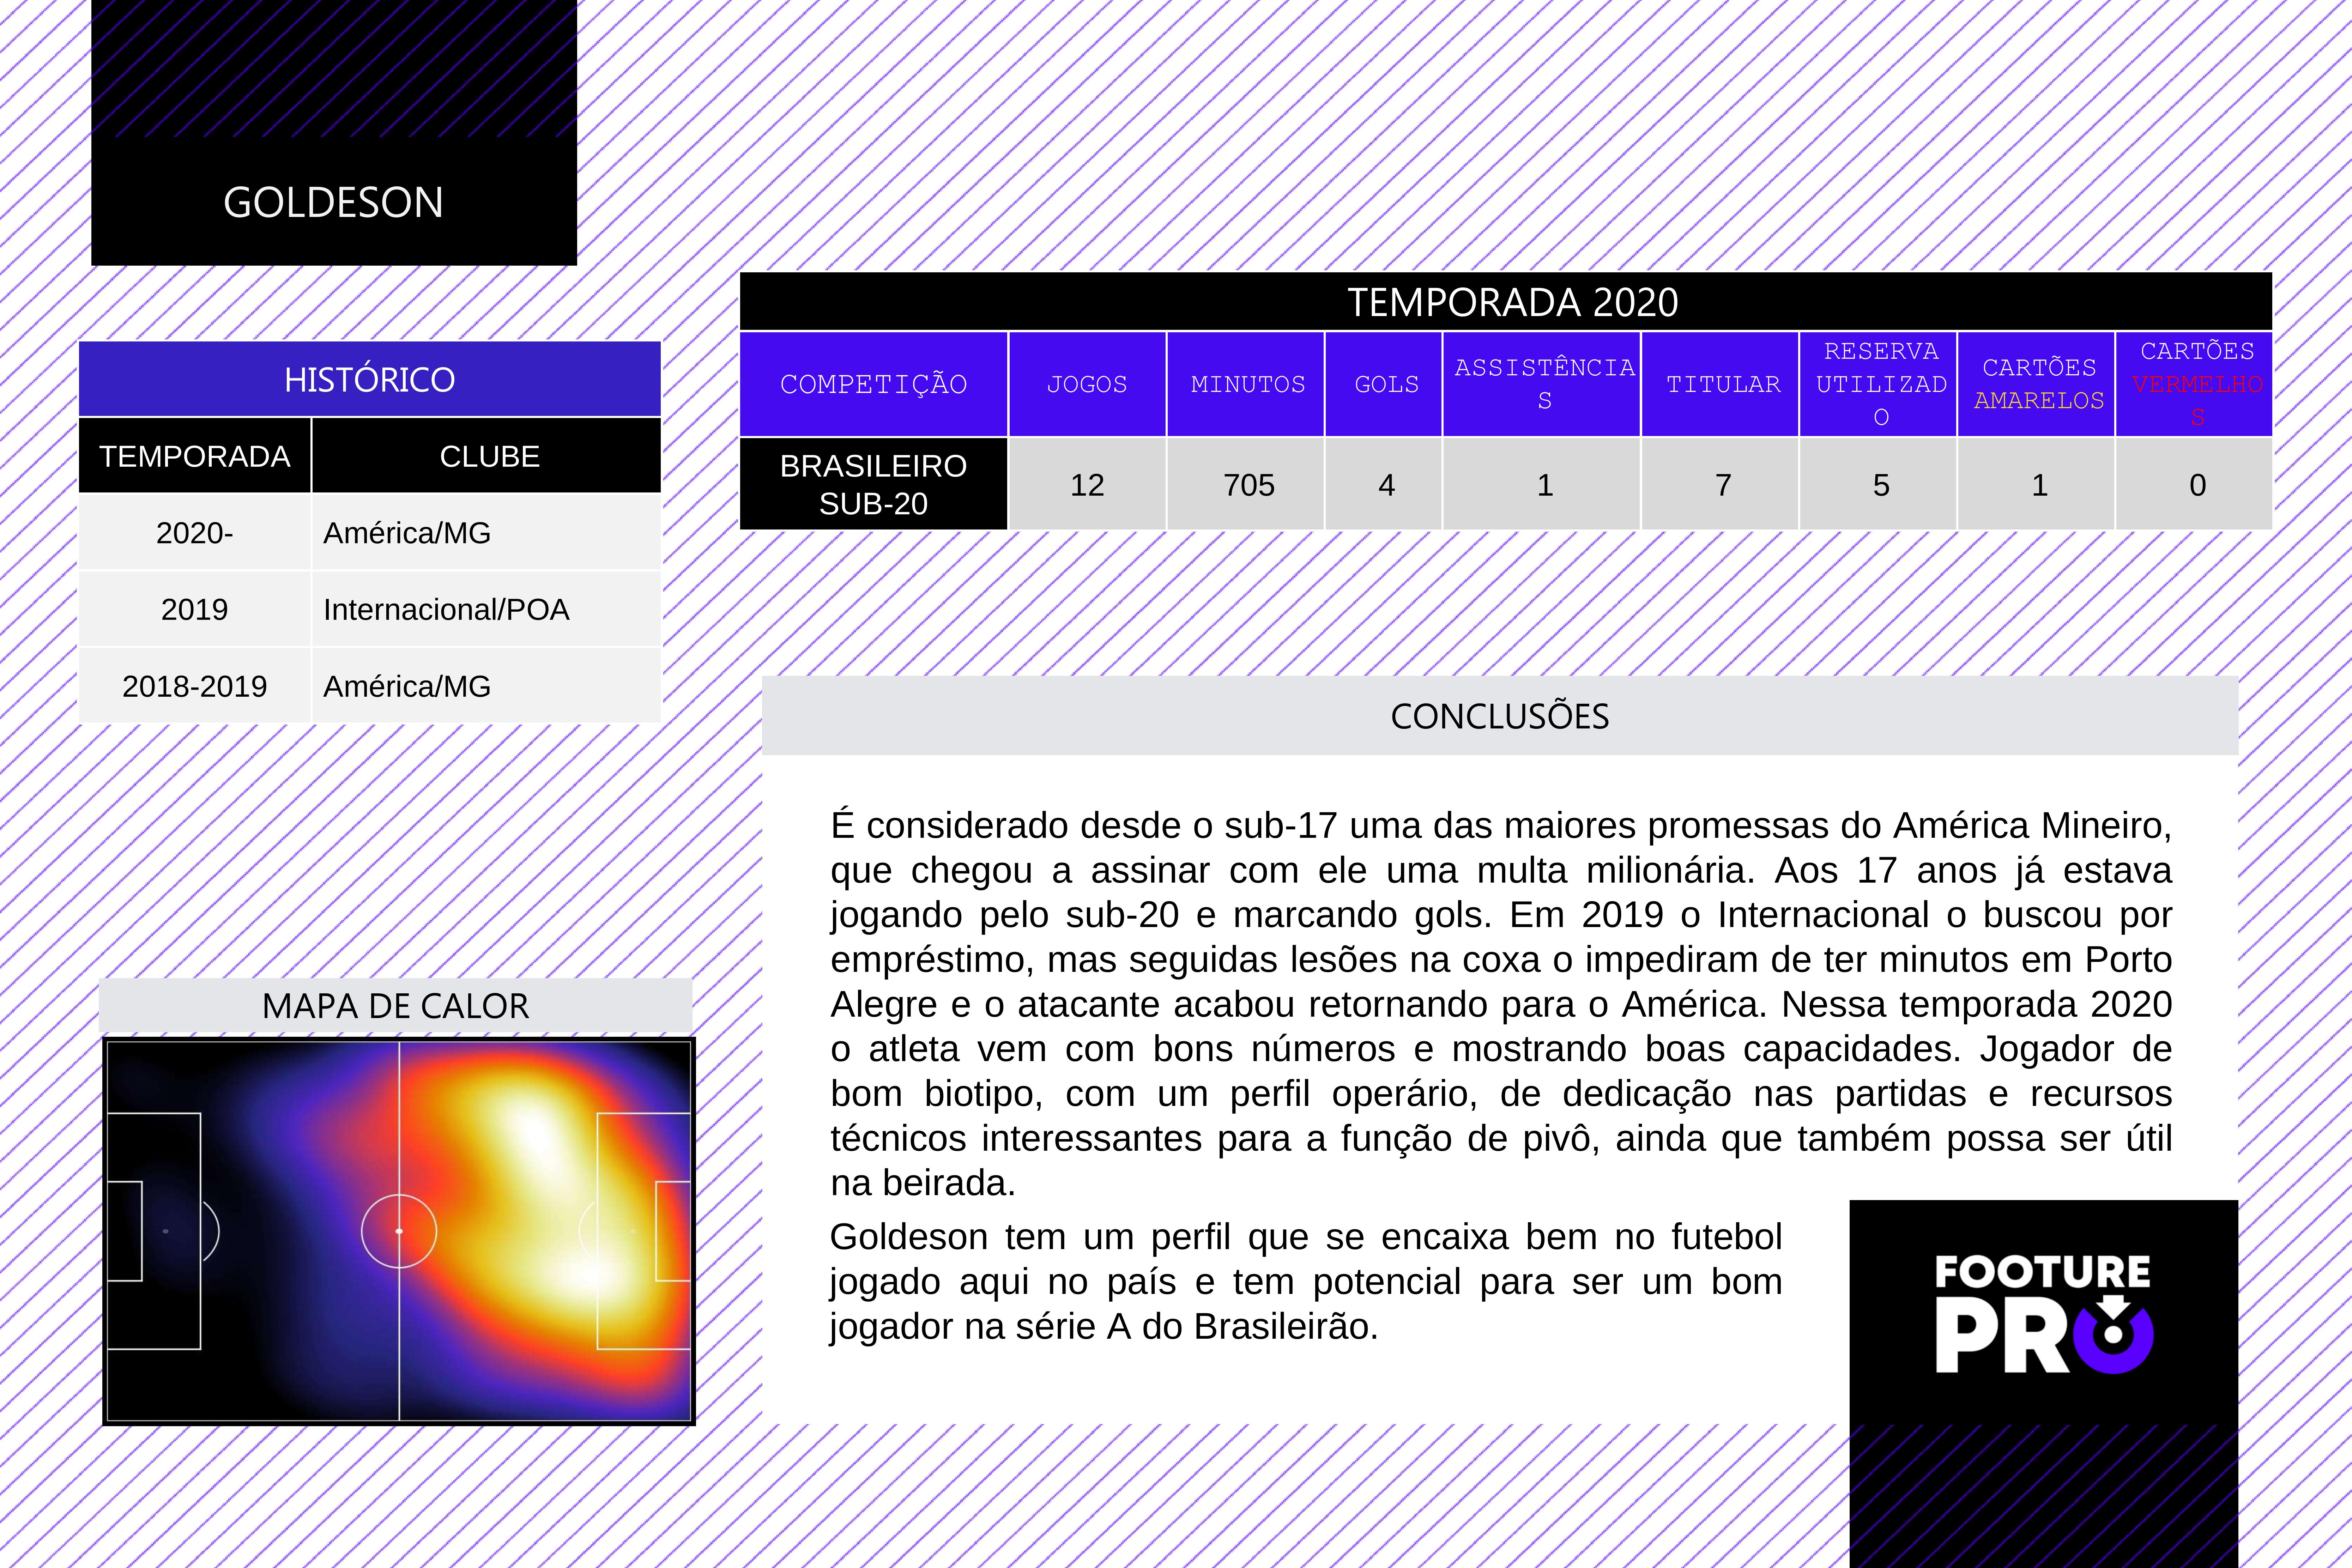 GOLDESON
HISTÓRICO
TEMPORADA CLUBE
2020- América/MG
2019 Internacional/POA
2018-2019 América/MG
TEMPORADA 2020
COMPETIÇÃO JOGOS MINUTOS GOLS ASSISTÊNCIAS TITULAR RESERVA UTILIZADO CARTÕES AMARELOS CARTÕES VERMELHOS
BRASILEIRO SUB-20 12 705 4 1 7 5 1 0
MAPA DE CALOR
CONCLUSÕES
É considerado desde o sub-17 uma das maiores promessas do América Mineiro,
que chegou a assinar com ele uma multa milionária. Aos 17 anos já estava
jogando pelo sub-20 e marcando gols. Em 2019 o Internacional o buscou por
empréstimo, mas seguidas lesões na coxa o impediram de ter minutos em Porto
Alegre e o atacante acabou retornando para o América. Nessa temporada 2020
o atleta vem com bons números e mostrando boas capacidades. Jogador de
bom biotipo, com um perfil operário, de dedicação nas partidas e recursos
técnicos interessantes para a função de pivô, ainda que também possa ser útil
na beirada.
Goldeson tem um perfil que se encaixa bem no futebol
jogado aqui no país e tem potencial para ser um bom
jogador na série A do Brasileirão.
FOOTURE
PRO